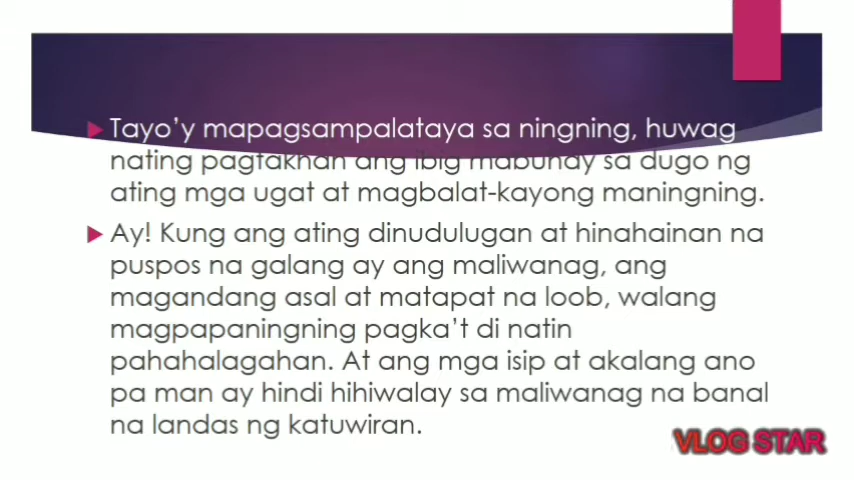 Tayo'y mapagsampalataya sa ningning, huwag
nating pagtakhan ang ibig mabuhay sa dugo ng
ating mga ugat at magbalat-kayong maningning.
Ay! Kung ang ating dinudulugan at hinahainan na
puspos na galang ay ang maliwanag, ang
magandang asal at matapat na loob, walang
magpapaningning pagka't di natin
pahahalagahan. At ang mga isip at akalang ano
pa man ay hindi hihiwalay sa maliwanag na banal
na landas ng katuwiran.
VLOG STAR